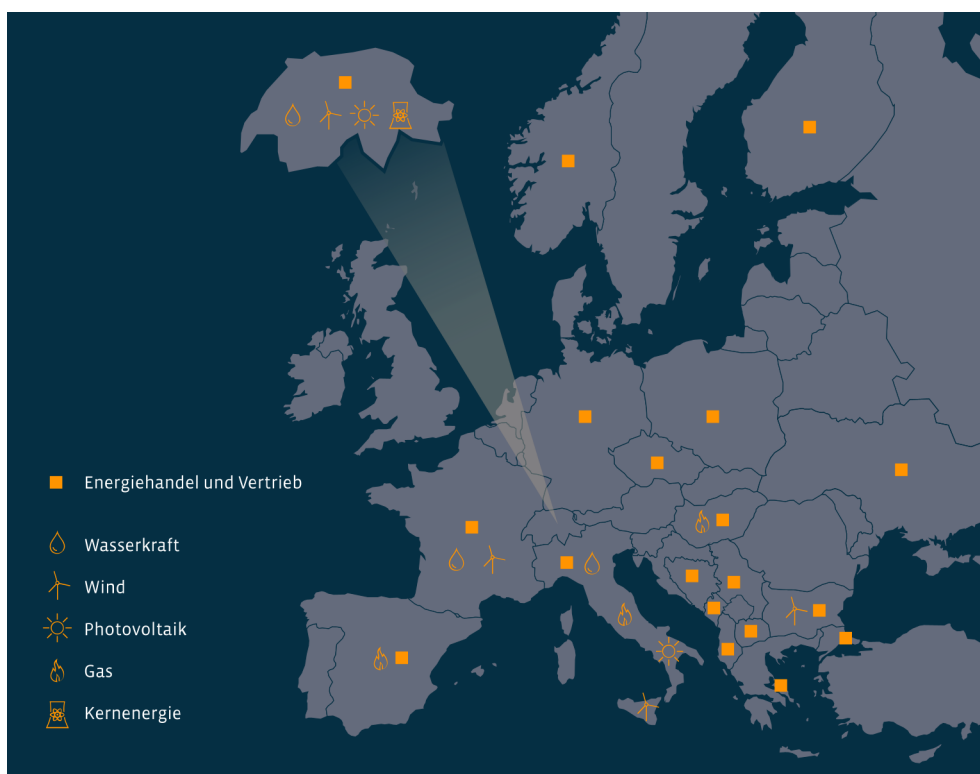 Energiehandel und Vertrieb
Wasserkraft
Wind
Photovoltaik
Gas
Kernenergie